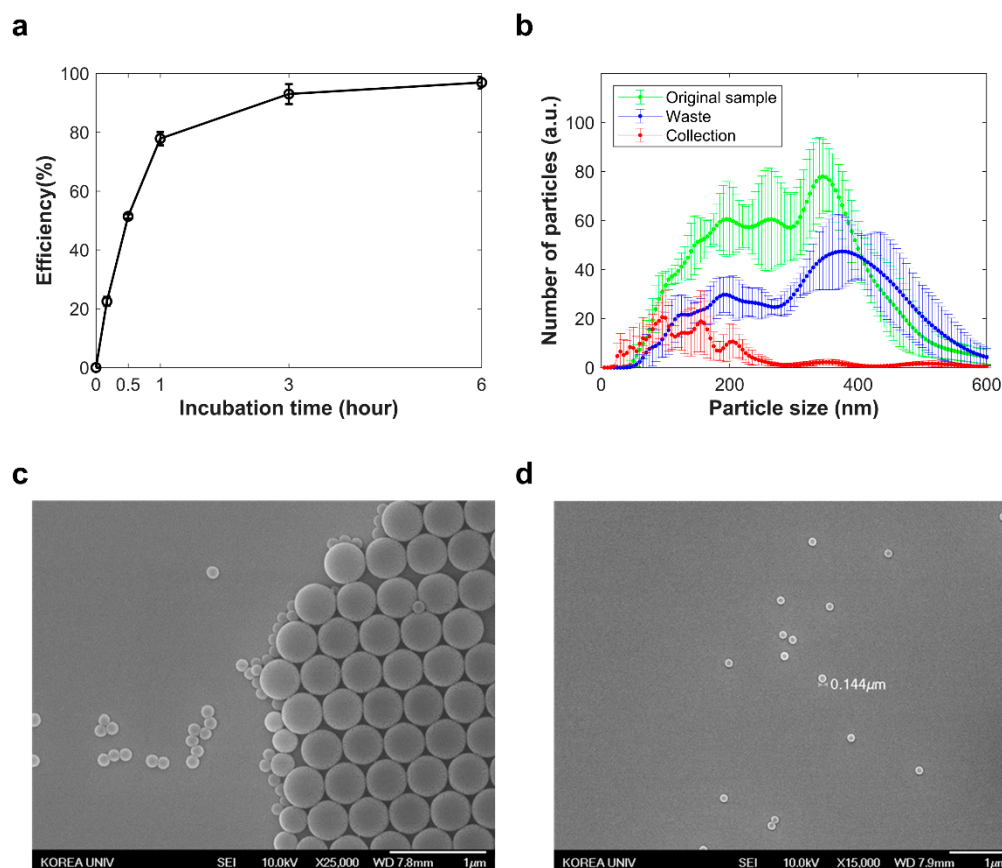 a
Efficiency(%)
100
80
60
40
20
0
0 0.5 1 3 6
Incubation time (hour)
b
Number of particles (a.u.)
Original sample
Waste
Collection
100
80
60
40
20
0
0 200 400 600
Particle size (nm)
c
KOREA UNIV SEI 10.0kV X25,000 WD 7.8mm 1μm
d
0.144μm
KOREA UNIV SEI 10.0kV X15,000 WD 7.9mm 1μm